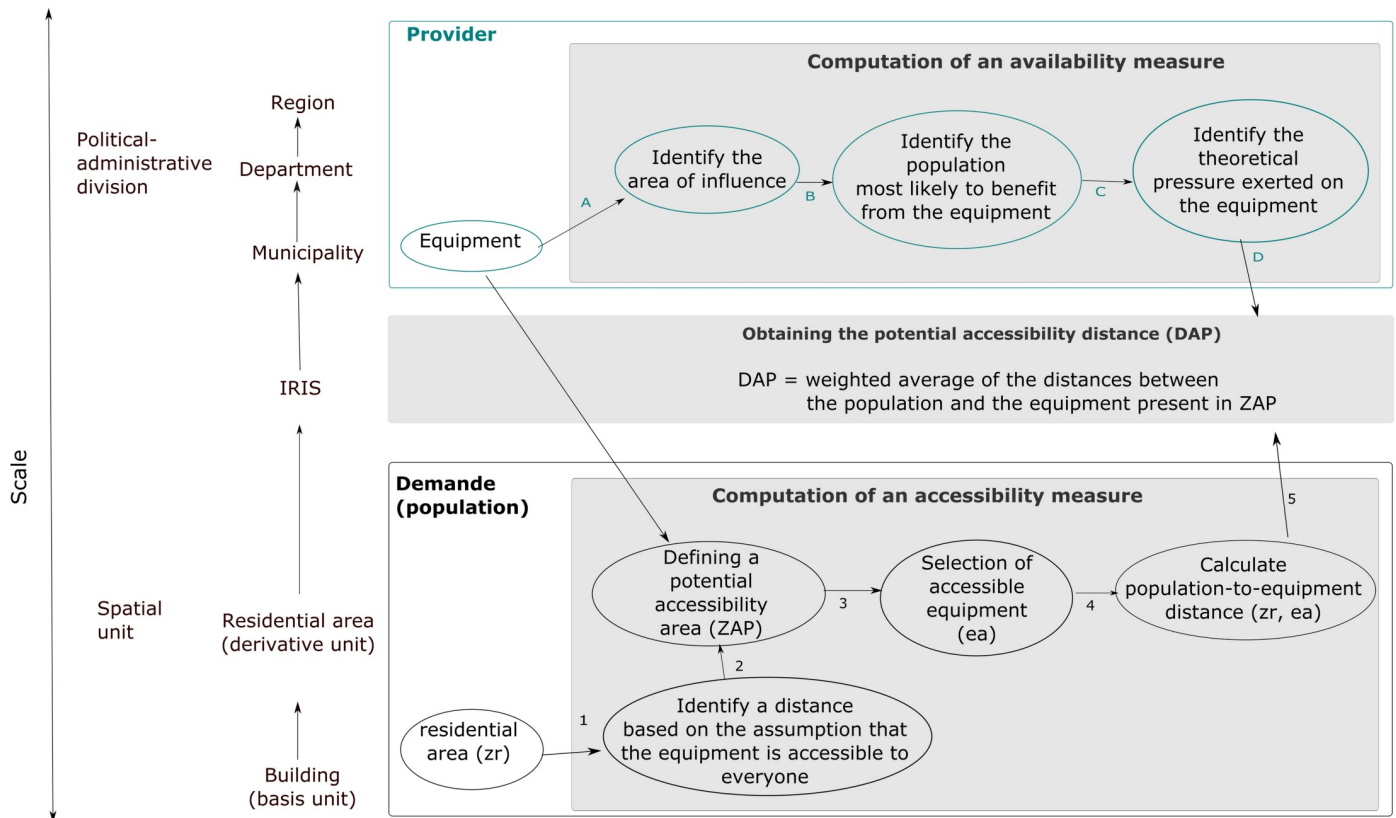 Scale
Political-
administrative
division
Spatial
unit
Region
Department
Municipality
IRIS
Residential area
(derivative unit)
Building
(basis unit)
Provider
Computation of an availability measure
Equipment
A
Identify the
area of influence
B
Identify the
population
most likely to benefit
from the equipment
C
Identify the
theoretical
pressure exerted on
the equipment
D
Obtaining the potential accessibility distance (DAP)
DAP = weighted average of the distances between
the population and the equipment present in ZAP
Demande
(population)
Computation of an accessibility measure
residential
area (zr)
1
Identify a distance
based on the assumption that
the equipment is accessible to
everyone
2
Defining a
potential
accessibility
area (ZAP)
3
Selection of
accessible
equipment
(ea)
4
Calculate
population-to-equipment
distance (zr, ea)
5